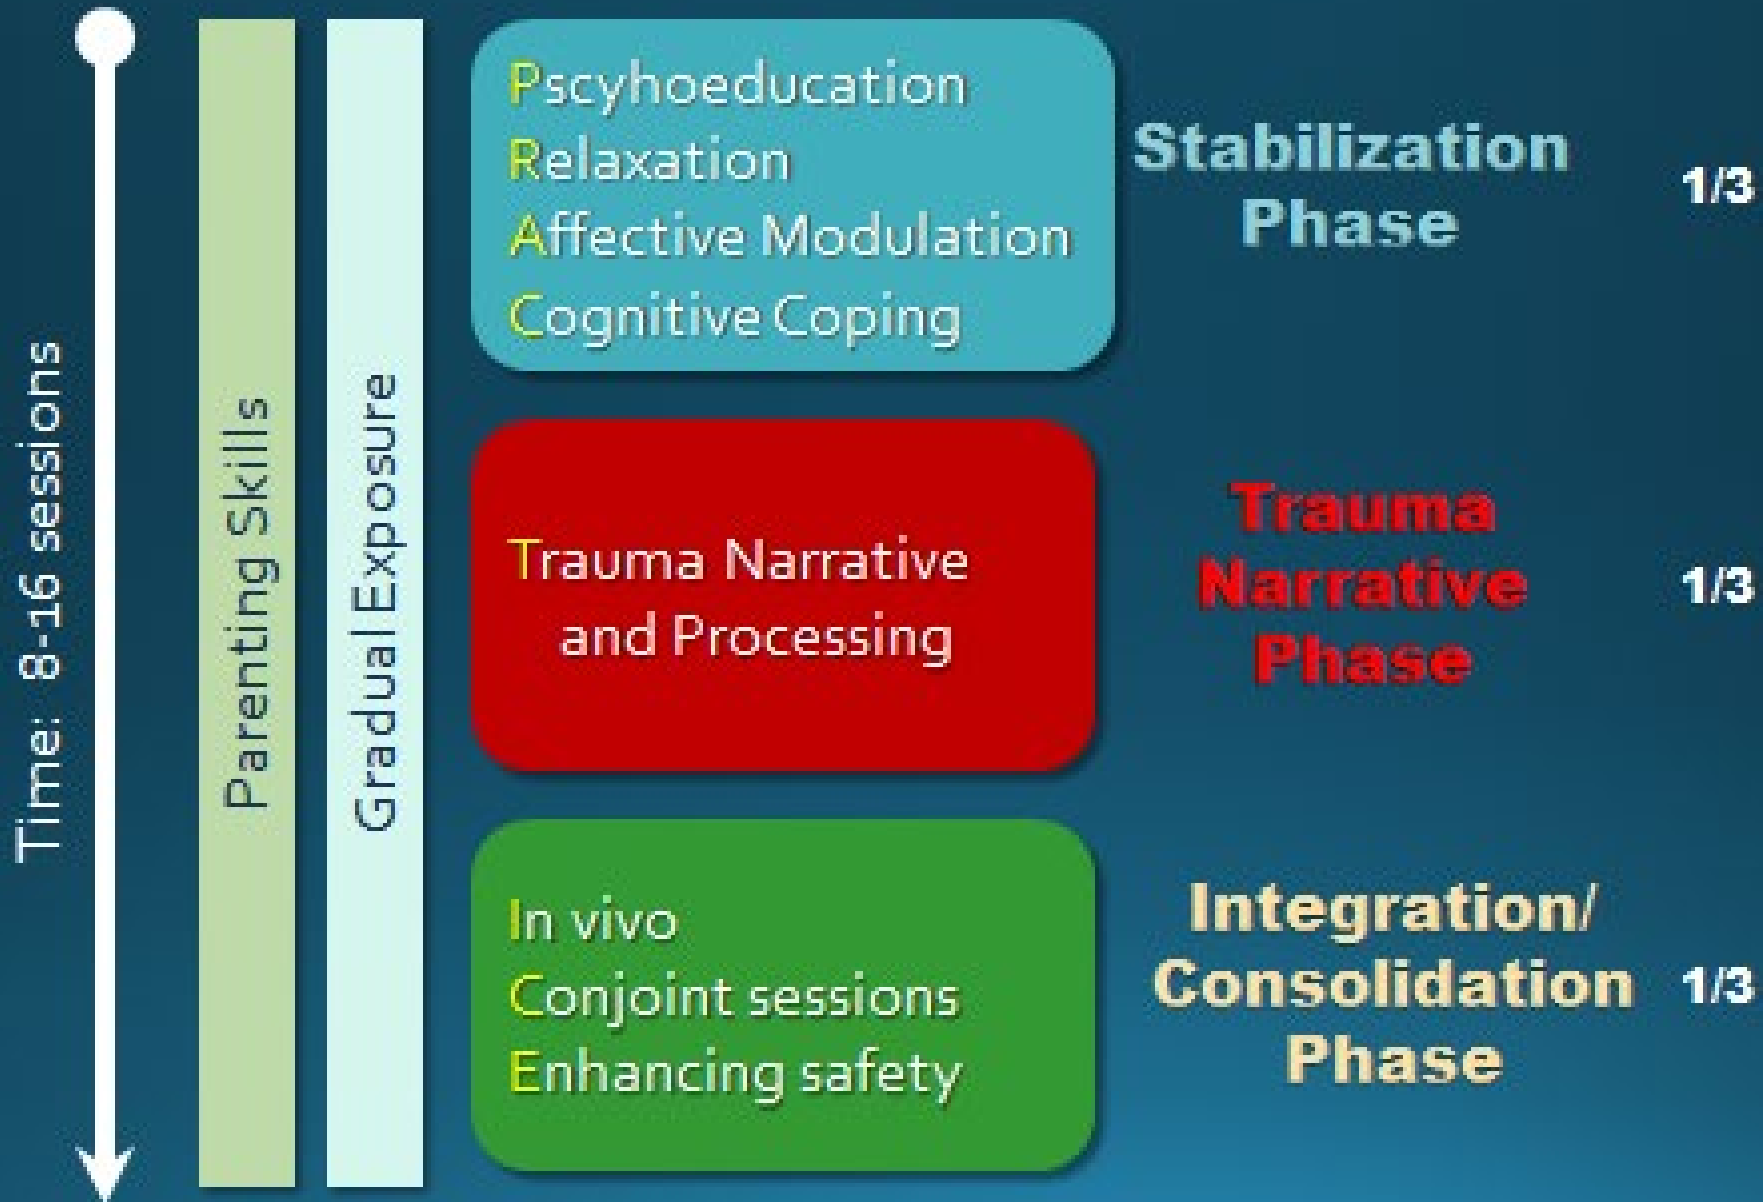 Time: 8-16 sessions
Parenting Skills
Gradual Exposure
Pscyhoeducation
Relaxation
Affective Modulation
Cognitive Coping
Stabilization
Phase
1/3
Trauma Narrative
and Processing
Trauma
Narrative
Phase
1/3
In vivo
Conjoint sessions
Enhancing safety
Integration/
Consolidation
Phase
1/3